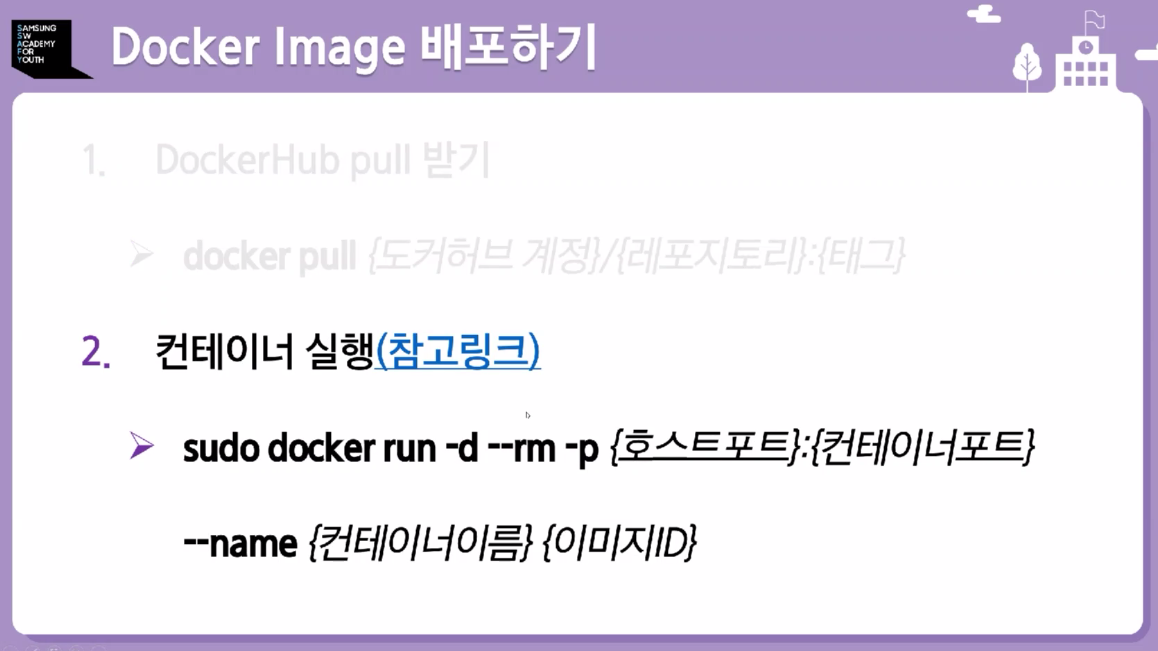 SAMSUNG
SW
ACADEMY
FOR
YOUTH
Docker Image 배포하기
1. DockerHub pull 받기
docker pull {도커허브 계정}/{레포지토리}:{태그}
2. 컨테이너 실행(참고링크)
sudo docker run -d --rm -p {호스트포트}:{컨테이너포트}
--name {컨테이너이름} {이미지ID}